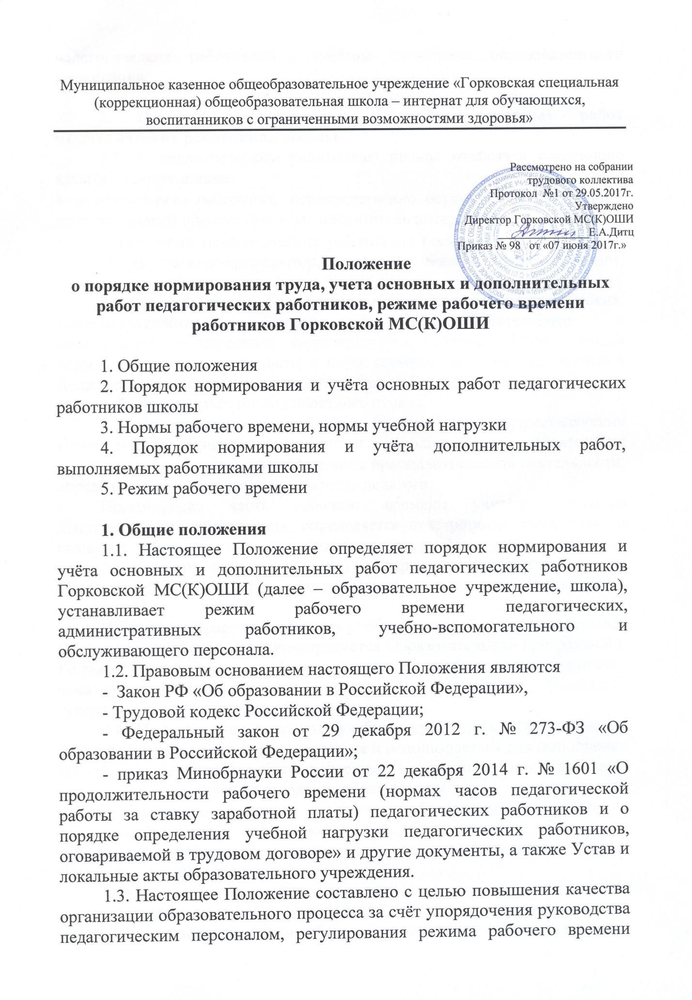 Муниципальное казенное общеобразовательное учреждение «Горковская специальная
(коррекционная) общеобразовательная школа – интернат для обучающихся,
воспитанников с ограниченными возможностями здоровья»
Рассмотрено на собрании
трудового коллектива
Протокол №1 от 29.05.2017г.
Утверждено
Директор Горковской МС(К)ОШИ
Е.А.Дитц
Приказ № 98 от «07 июня 2017г.»
Положение
о порядке нормирования труда, учета основных и дополнительных
работ педагогических работников, режиме рабочего времени
работников Горковской МС(К)ОШИ
1. Общие положения
2. Порядок нормирования и учёта основных работ педагогических
работников школы
3. Нормы рабочего времени, нормы учебной нагрузки
4. Порядок нормирования и учёта дополнительных работ,
выполняемых работниками школы
5. Режим рабочего времени
1. Общие положения
1.1. Настоящее Положение определяет порядок нормирования и
учёта основных и дополнительных работ педагогических работников
Горковской МС(К)ОШИ (далее – образовательное учреждение, школа),
устанавливает режим рабочего времени педагогических,
административных работников, учебно-вспомогательного и
обслуживающего персонала.
1.2. Правовым основанием настоящего Положения являются
- Закон РФ «Об образовании в Российской Федерации»,
- Трудовой кодекс Российской Федерации;
- Федеральный закон от 29 декабря 2012 г. № 273-ФЗ «Об
образовании в Российской Федерации»;
- приказ Минобрнауки России от 22 декабря 2014 г. № 1601 «О
продолжительности рабочего времени (нормах часов педагогической
работы за ставку заработной платы) педагогических работников и о
порядке определения учебной нагрузки педагогических работников,
оговариваемой в трудовом договоре» и другие документы, а также Устав и
локальные акты образовательного учреждения.
1.3. Настоящее Положение составлено с целью повышения качества
организации образовательного процесса за счёт упорядочения руководства
педагогическим персоналом, регулирования режима рабочего времени